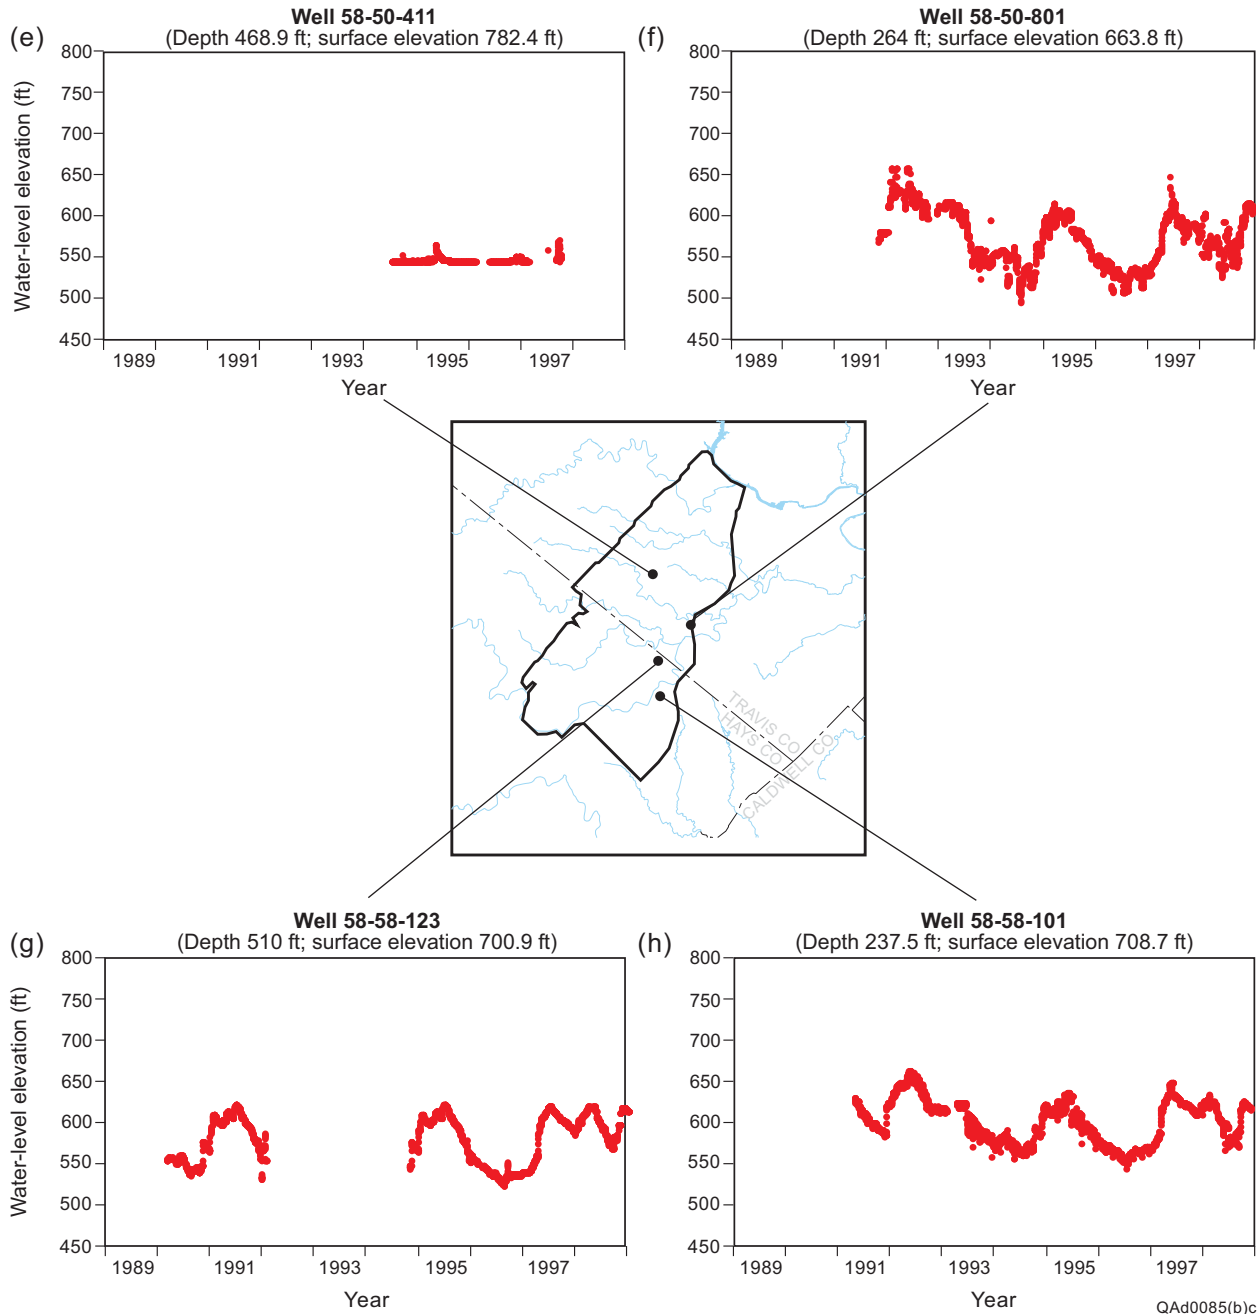 Well 58-50-411
(e)
(Depth 468.9 ft; surface elevation 782.4 ft)
800
750
700
650
600
550
500
450
Water-level elevation (ft)
1989
1991
1993
1995
1997
Year
Well 58-50-801
(f)
(Depth 264 ft; surface elevation 663.8 ft)
800
750
700
650
600
550
500
450
1989
1991
1993
1995
1997
Year
TRAVIS CO.
HAYS CO.
CALDWELL CO.
Well 58-58-123
(g)
(Depth 510 ft; surface elevation 700.9 ft)
800
750
700
650
600
550
500
450
Water-level elevation (ft)
1989
1991
1993
1995
1997
Year
Well 58-58-101
(h)
(Depth 237.5 ft; surface elevation 708.7 ft)
800
750
700
650
600
550
500
450
1989
1991
1993
1995
1997
Year
QAd0085(b)c